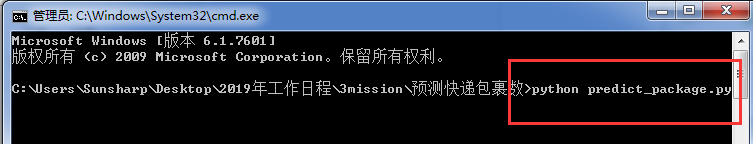 管理员: C:\Windows\System32\cmd.exe
Microsoft Windows [版本 6.1.7601]
版权所有 (c) 2009 Microsoft Corporation。保留所有权利。
C:\Users\Sunsharp\Desktop\2019年工作日程\3mission\预测快递包裹数>python predict_package.py